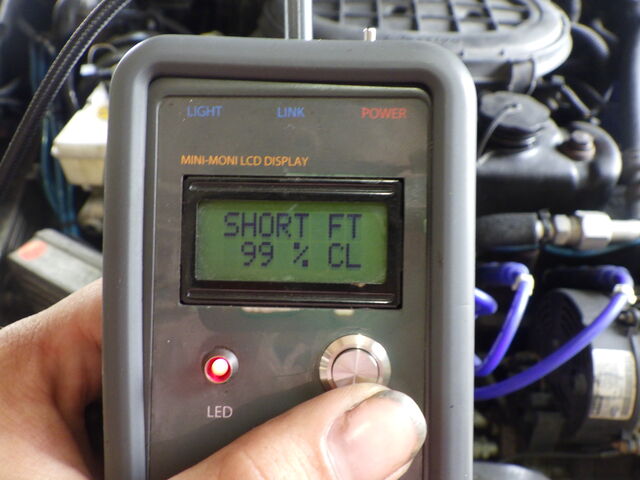 LIGHT LINK POWER
MINI-MONI LCD DISPLAY
SHORT FT
99 % CL
LED